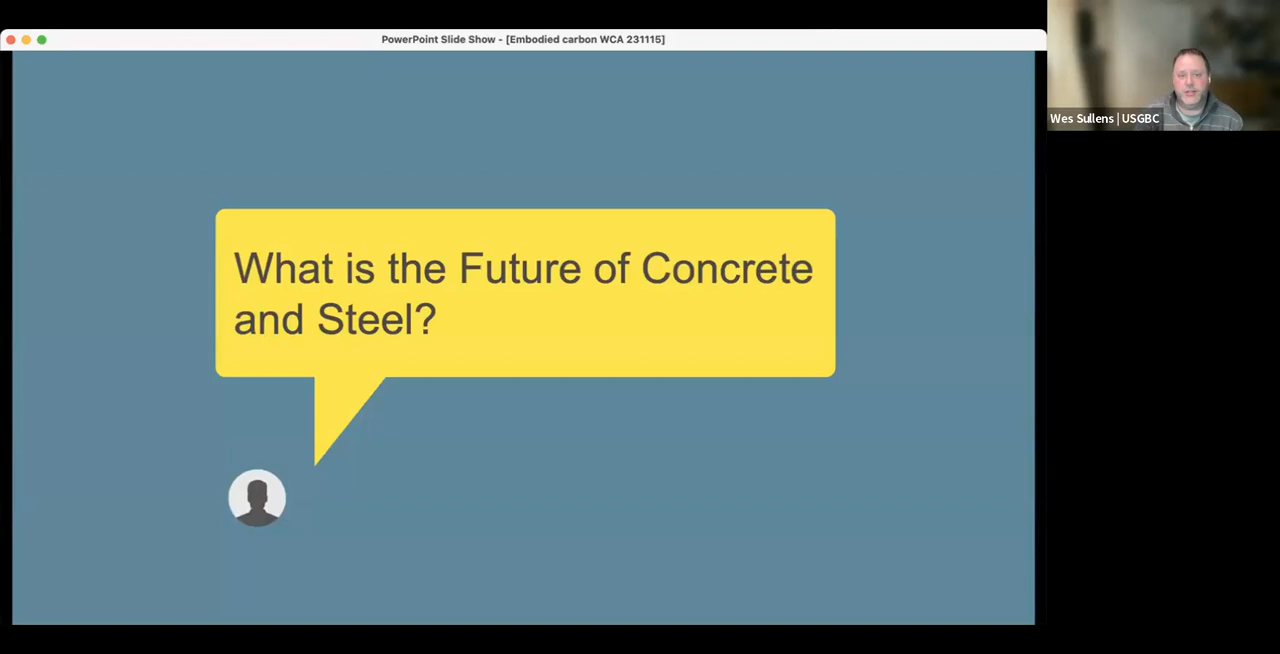 PowerPoint Slide Show - [Embodied carbon WCA 231115]
Wes Sullens | USGBC
What is the Future of Concrete
and Steel?